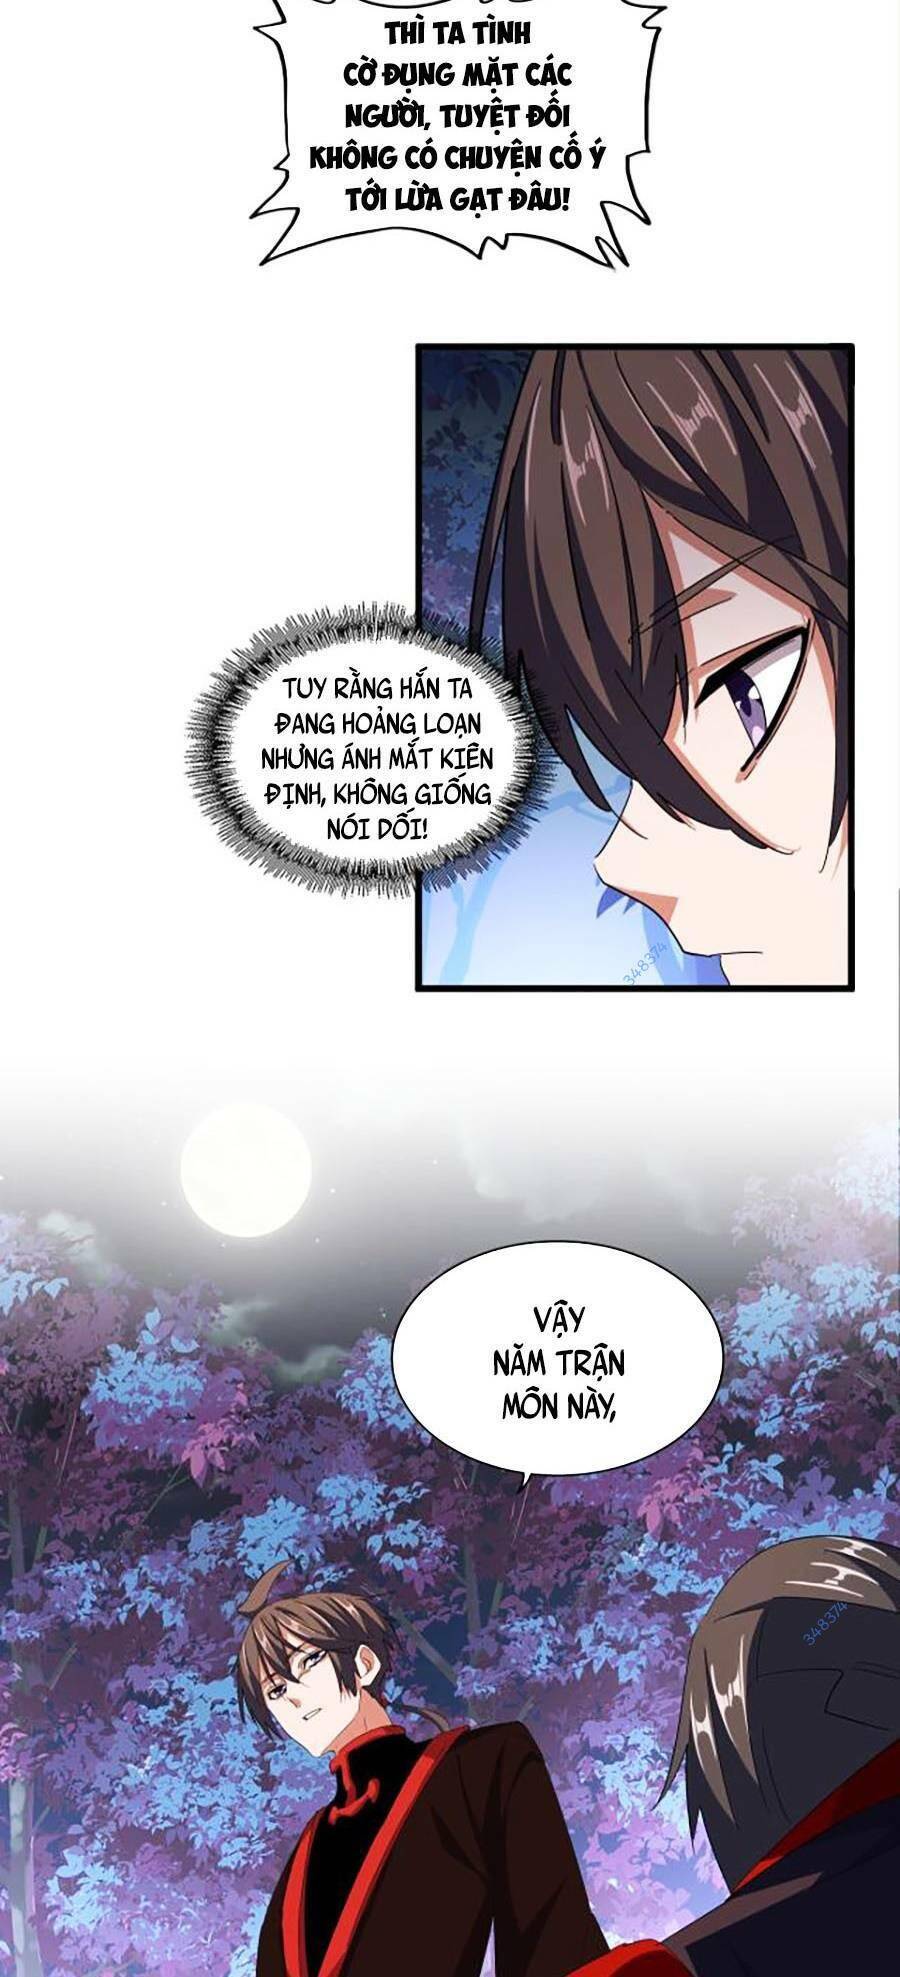 THÌ TA TÌNH
CỜ ĐỤNG MẶT CÁC
NGƯỜI, TUYỆT ĐỐI
KHÔNG CÓ CHUYỆN CỐ Ý
TỚI LỪA GẠT ĐÂU!
TUY RẰNG HẮN TA
ĐANG HOẢNG LOẠN
NHƯNG ÁNH MẮT KIÊN
ĐỊNH, KHÔNG GIỐNG
NÓI DỐI!
348374
VẬY
NĂM TRẬN
MÔN NÀY,
348374